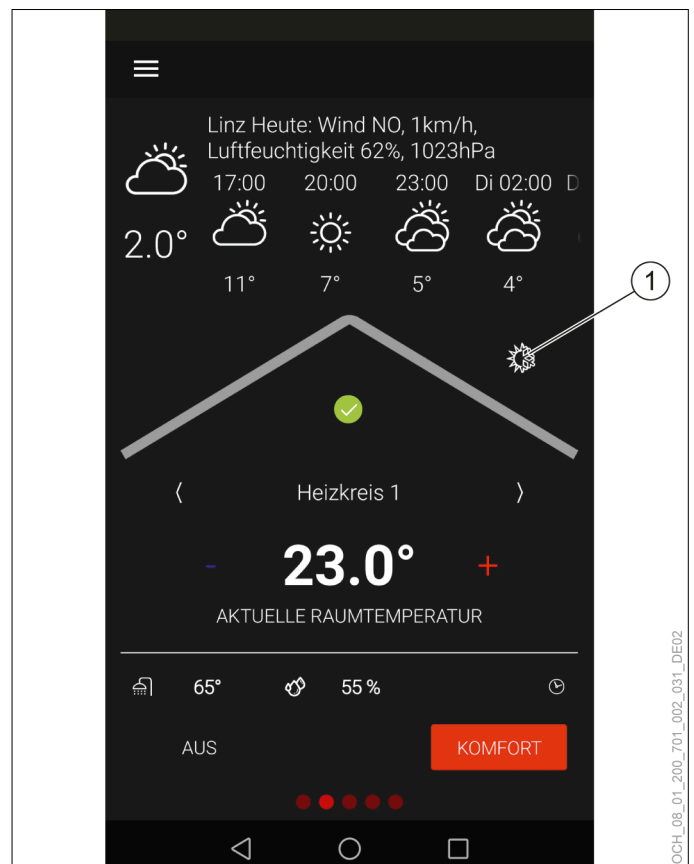 Linz Heute: Wind NO, 1km/h,
Luftfeuchtigkeit 62%, 1023hPa
17:00 20:00 23:00 Di 02:00 D
2.0°
11° 7° 5° 4°
1
Heizkreis 1
- 23.0° +
AKTUELLE RAUMTEMPERATUR
65° 55 %
AUS KOMFORT
OCH_08_01_200_701_002_031_DE02